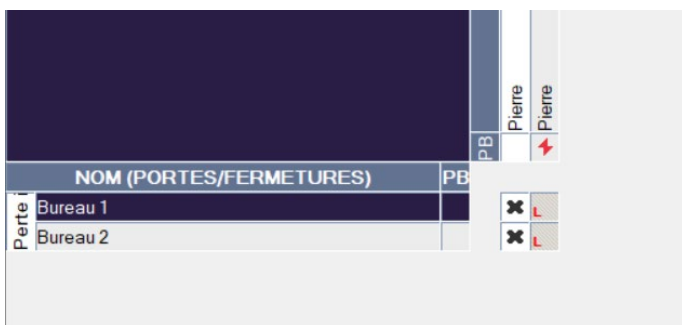 Pierre
Pierre
PB
NOM (PORTES/FERMETURES) PB
Perte
Bureau 1
L
Bureau 2
L